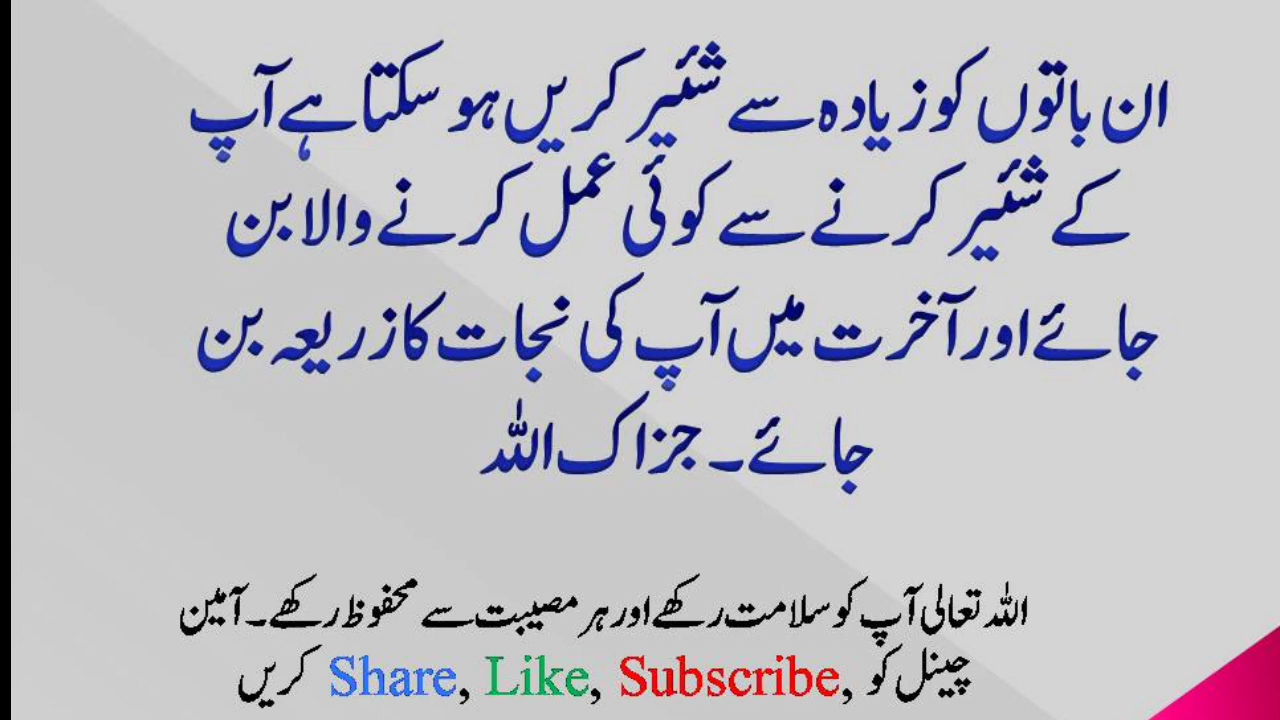 ان باتوں کو زیادہ سے شئیر کریں ہو سکتا ہے آپ
کے شئیر کرنے سے کوئی عمل کرنے والا بن
جائے اور آخرت میں آپ کی نجات کا زریعہ بن
جائے۔ جزاک اللہ
اللہ تعالی آپ کو سلامت رکھے اور ہر مصیبت سے محفوظ رکھے۔ آمین
چینل کو Share, Like, Subscribe, کریں